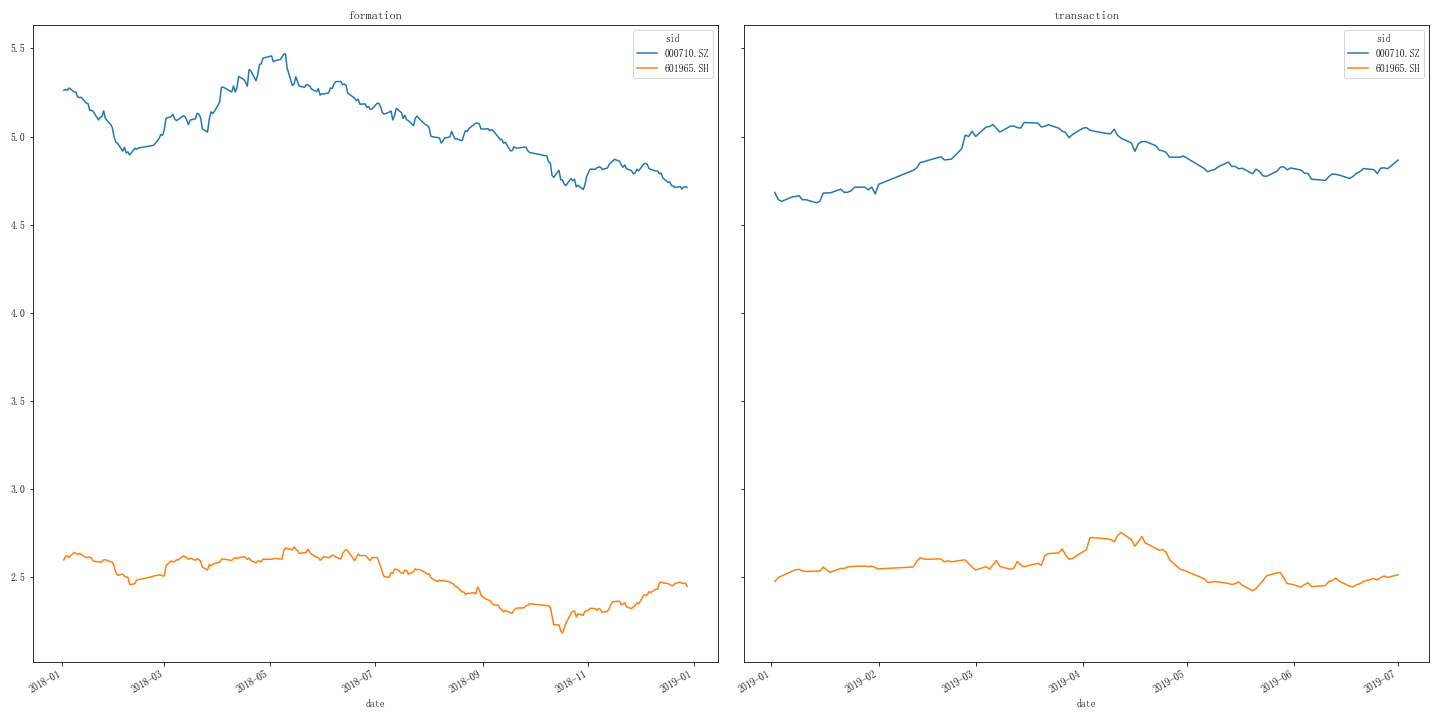 formation
transaction
sid
000710.SZ
601965.SH
sid
000710.SZ
601965.SH
5.5
5.0
4.5
4.0
3.5
3.0
2.5
2018-01
2018-03
2018-05
2018-07
2018-09
2018-11
2019-01
2019-01
2019-02
2019-03
2019-04
2019-05
2019-06
2019-07
date
date